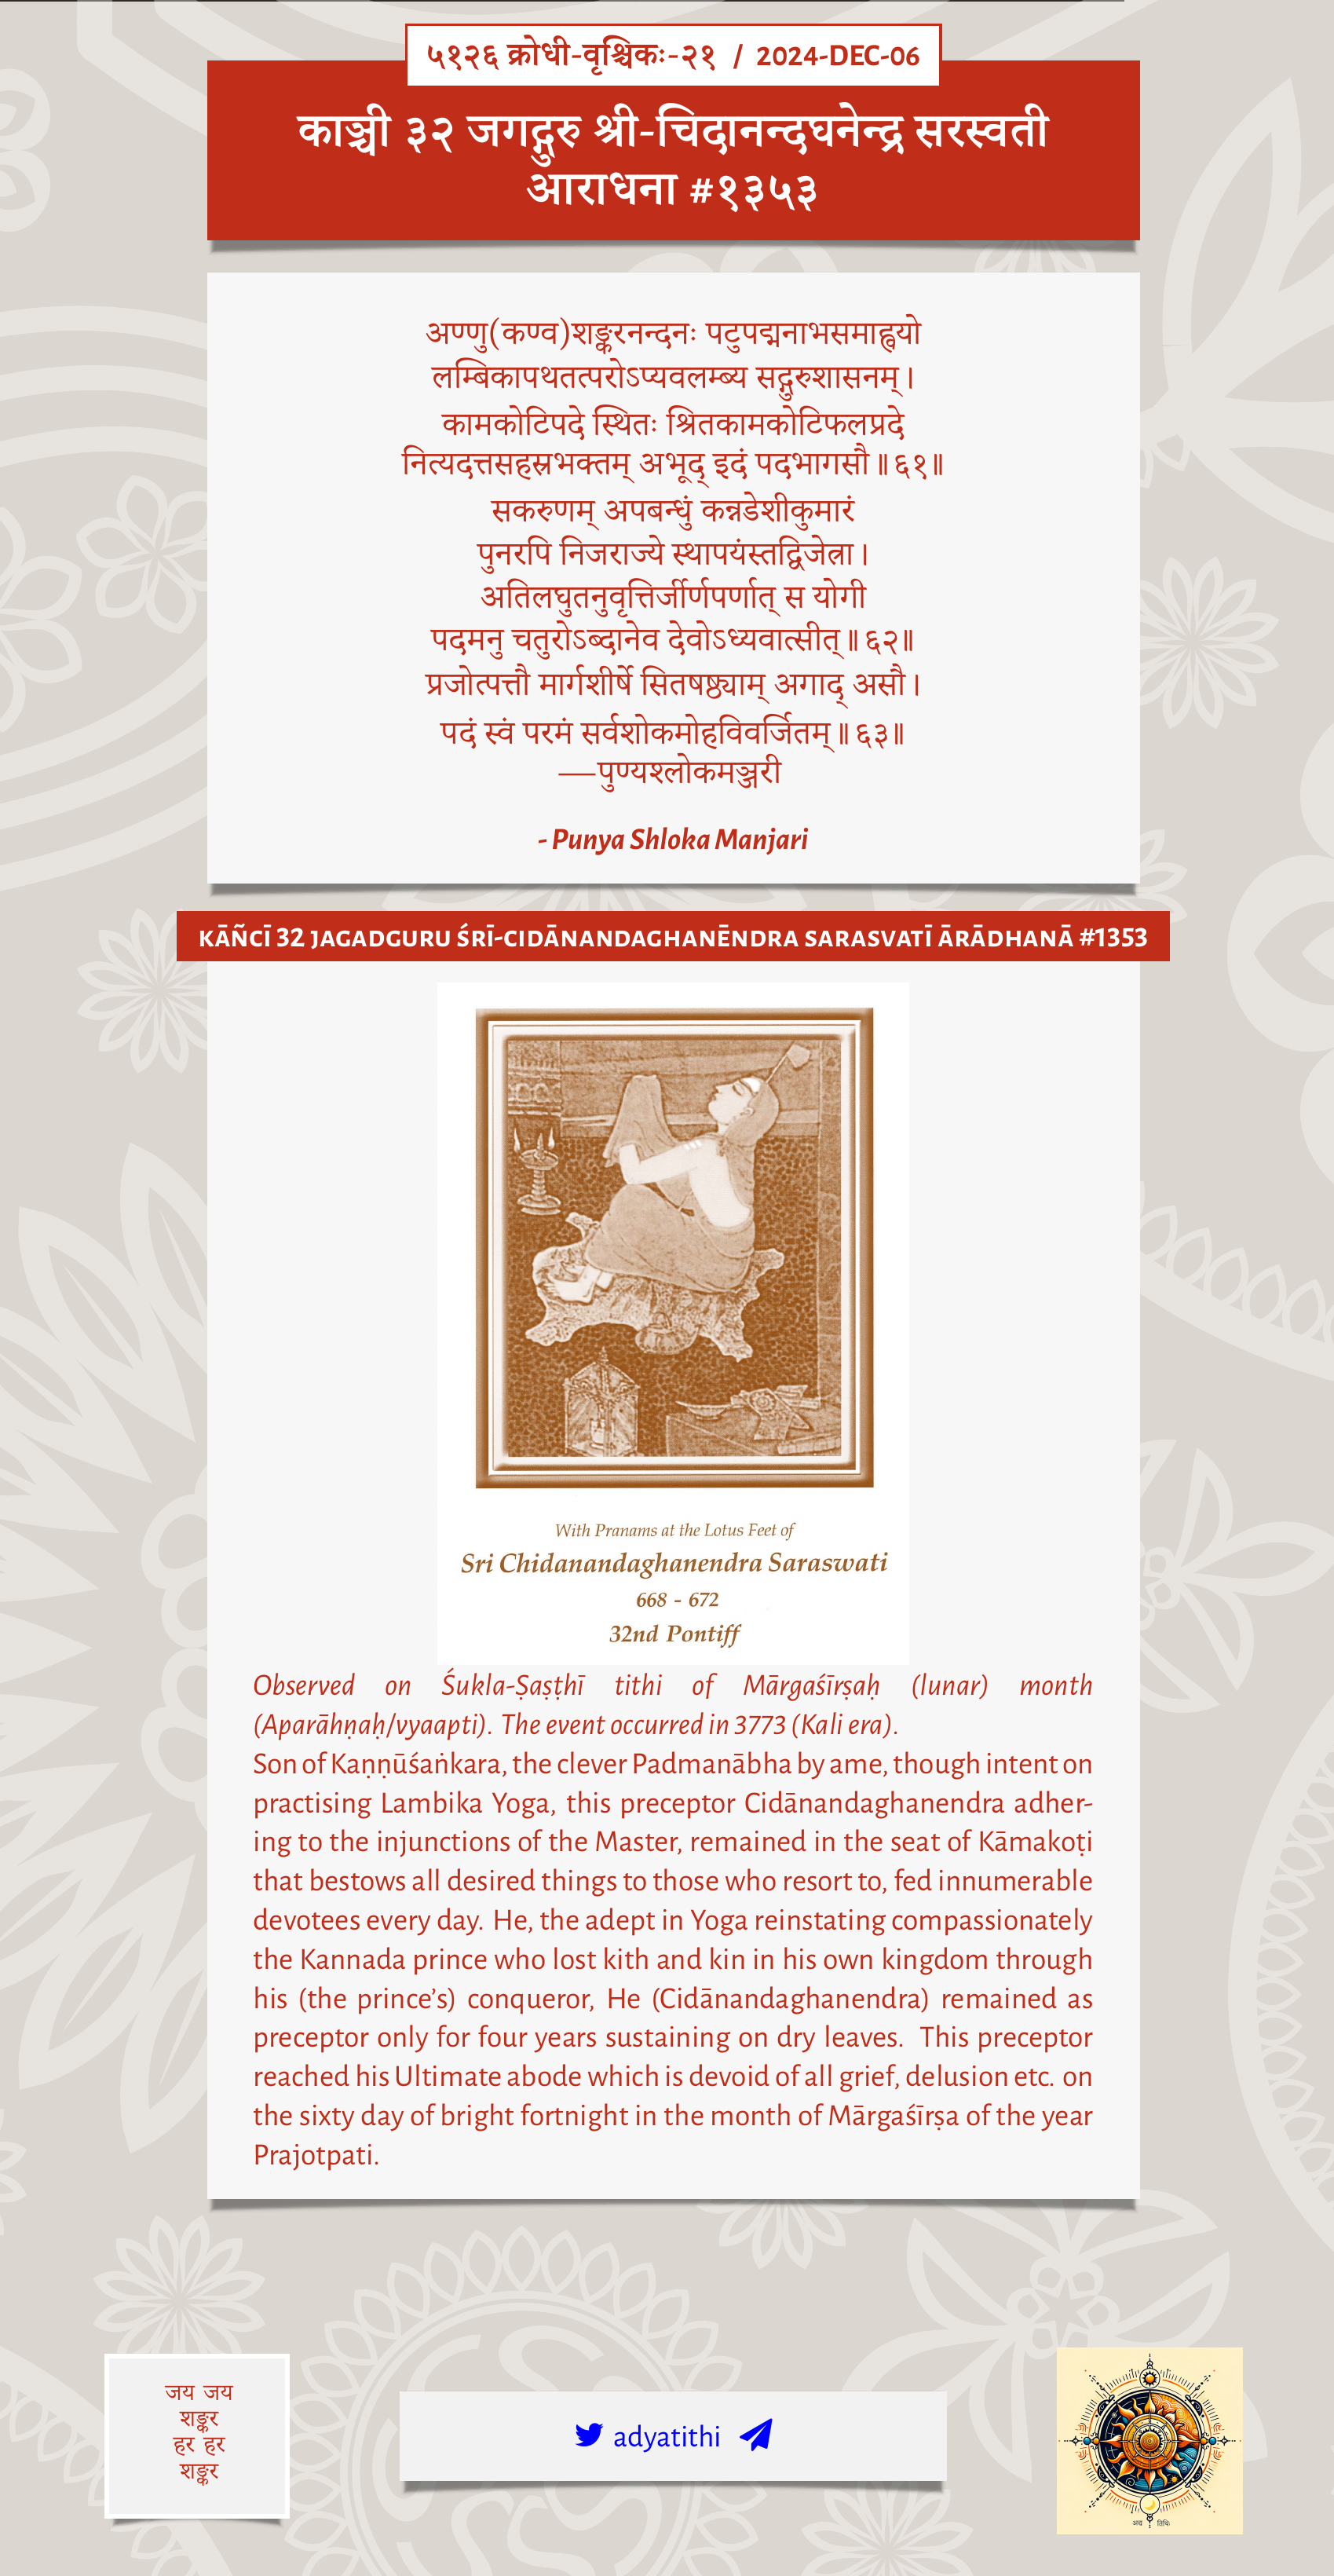 ५१२६ क्रोधी-वृश्चिकः-२१ / 2024-DEC-06
काञ्ची ३२ जगद्गुरु श्री-चिदानन्दघनेन्द्र सरस्वती
आराधना #१३५३
अण्णु(कण्व)शङ्करनन्दनः पटुपद्मनाभसमाह्वयो
लम्बिकापथतत्परोऽप्यवलम्ब्य सद्गुरुशासनम्।
कामकोटिपदे स्थितः श्रितकामकोटिफलप्रदे
नित्यदत्तसहस्रभक्तम् अभूद् इदं पदभागसौ॥६१॥
सकरुणम् अपबन्धुं कन्नडेशीकुमारं
पुनरपि निजराज्ये स्थापयंस्तद्विजेत्रा।
अतिलघुतनुवृत्तिर्जीर्णपर्णात् स योगी
पदमनु चतुरोऽब्दानेव देवोऽध्यवात्सीत्॥६२॥
प्रजोत्पत्तौ मार्गशीर्षे सितषष्ठ्याम् अगाद् असौ।
पदं स्वं परमं सर्वशोकमोहविवर्जितम्॥६३॥
—पुण्यश्लोकमञ्जरी
- Punya Shloka Manjari
KĀÑCĪ 32 JAGADGURU ŚRĪ-CIDĀNANDAGHANĒNDRA SARASVATĪ ĀRĀDHANĀ #1353
With Pranams at the Lotus Feet of
Sri Chidanandaghanendra Saraswati
668 - 672
32nd Pontiff
Observed on Śukla-Ṣaṣṭhī tithi of Mārgaśīrṣaḥ (lunar) month
(Aparāhṇaḥ/vyaapti). The event occurred in 3773 (Kali era).
Son of Kaṇṇūśaṅkara, the clever Padmanābha by ame, though intent on
practising Lambika Yoga, this preceptor Cidānandaghanendra adher-
ing to the injunctions of the Master, remained in the seat of Kāmakoṭi
that bestows all desired things to those who resort to, fed innumerable
devotees every day. He, the adept in Yoga reinstating compassionately
the Kannada prince who lost kith and kin in his own kingdom through
his (the prince’s) conqueror, He (Cidānandaghanendra) remained as
preceptor only for four years sustaining on dry leaves. This preceptor
reached his Ultimate abode which is devoid of all grief, delusion etc. on
the sixty day of bright fortnight in the month of Mārgaśīrṣa of the year
Prajotpati.
जय जय
शङ्कर
हर हर
शङ्कर
adyatithi
अद्य तिथिः